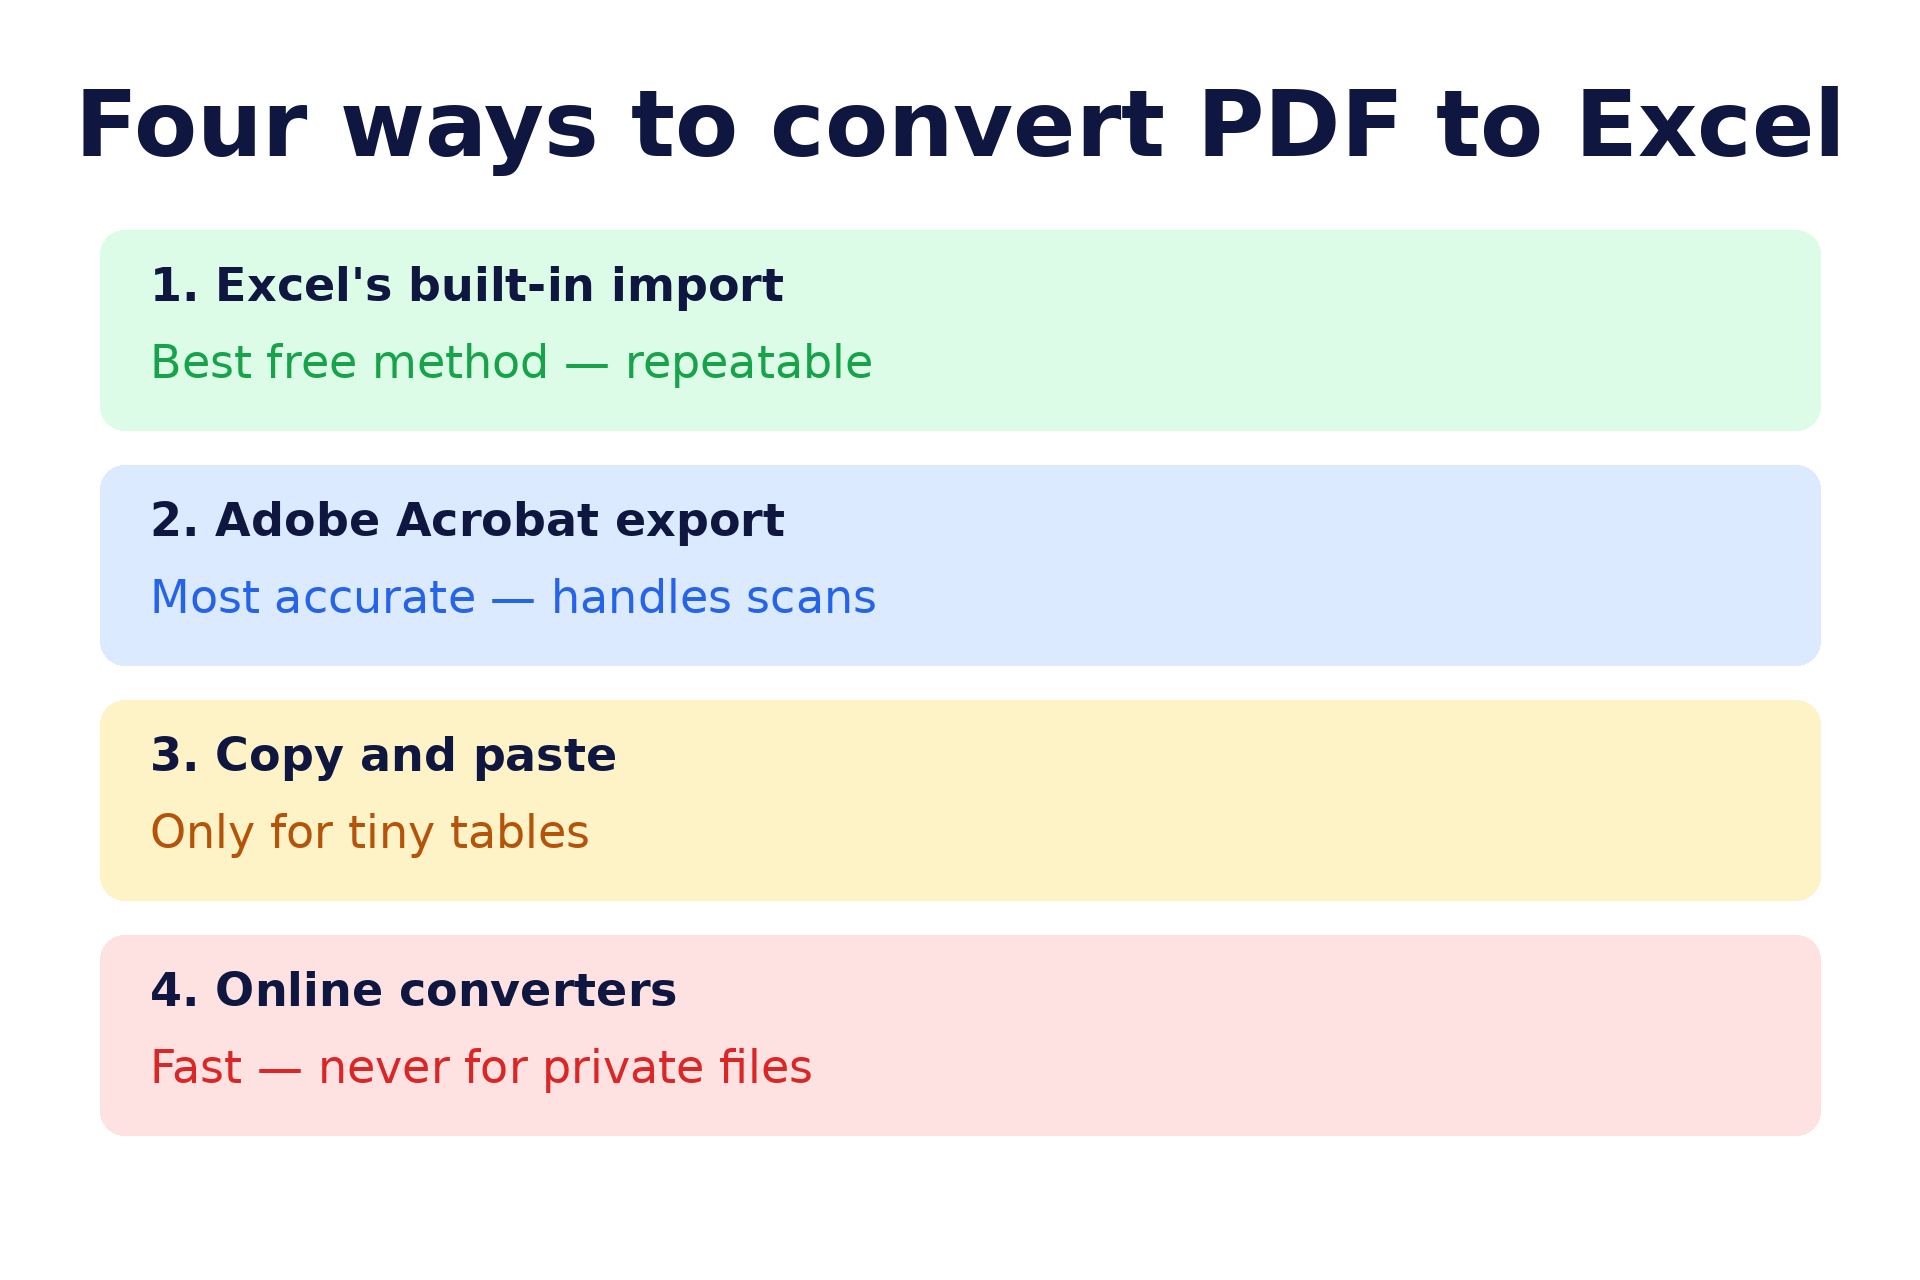 Four ways to convert PDF to Excel
1. Excel's built-in import
Best free method — repeatable
2. Adobe Acrobat export
Most accurate — handles scans
3. Copy and paste
Only for tiny tables
4. Online converters
Fast — never for private files